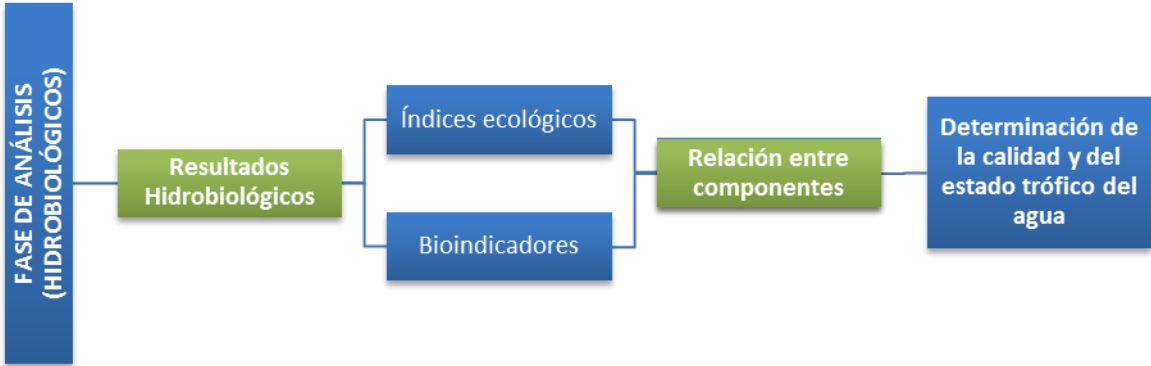 FASE DE ANÁLISIS
(HIDROBIOLÓGICOS)
Resultados
Hidrobiológicos
Índices ecológicos
Bioindicadores
Relación entre
componentes
Determinación de
la calidad y del
estado trófico del
agua